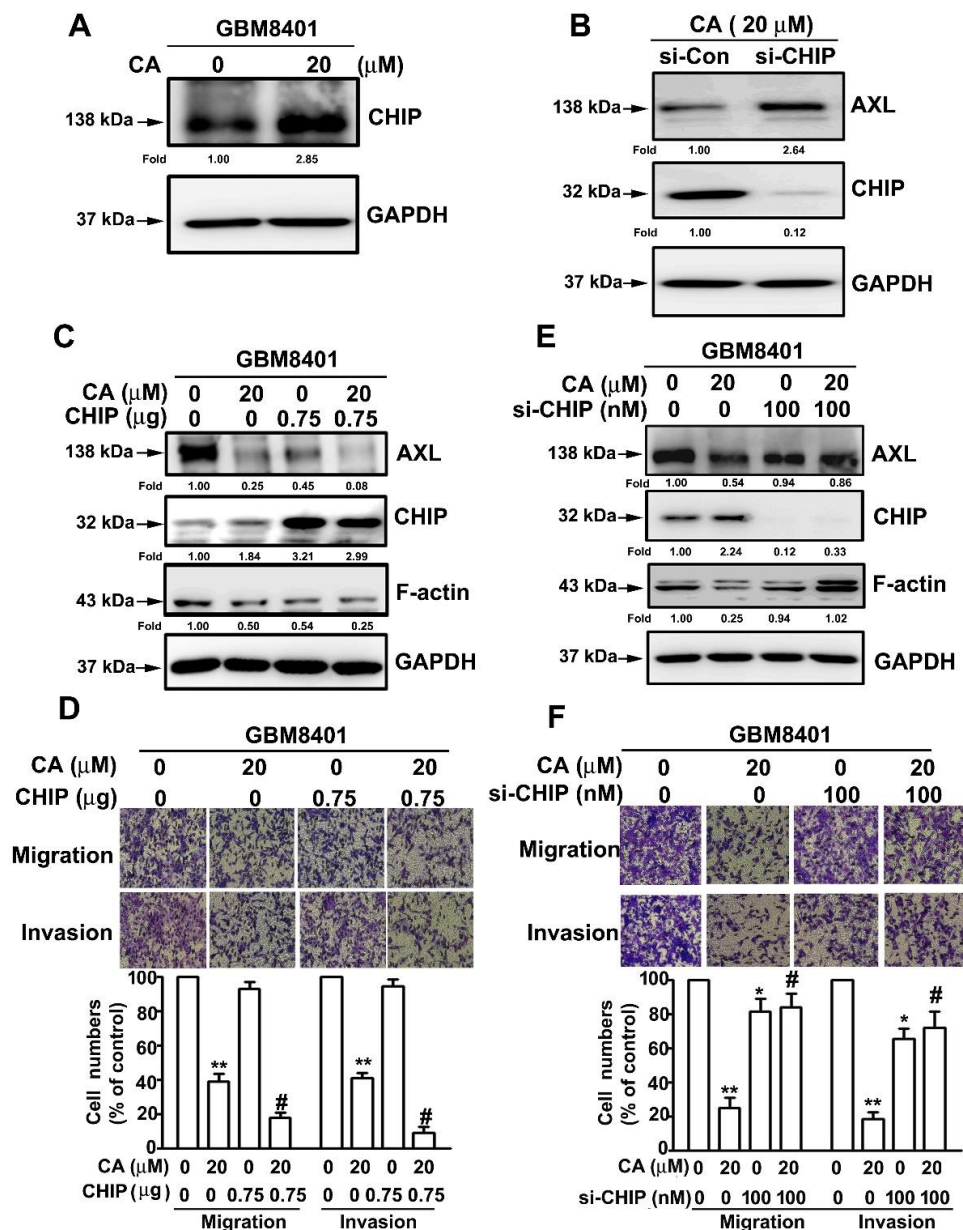 A
GBM8401
CA 0 20 (μM)
138 kDa CHIP
Fold 1.00 2.85
37 kDa GAPDH
B
CA ( 20 μM)
si-Con si-CHIP
138 kDa AXL
Fold 1.00 2.64
32 kDa CHIP
Fold 1.00 0.12
37 kDa GAPDH
C
GBM8401
CA (μM) 0 20 0 20
CHIP (μg) 0 0 0.75 0.75
138 kDa AXL
Fold 1.00 0.25 0.45 0.08
32 kDa CHIP
Fold 1.00 1.84 3.21 2.99
43 kDa F-actin
Fold 1.00 0.50 0.54 0.25
37 kDa GAPDH
E
GBM8401
CA (μM) 0 20 0 20
si-CHIP (nM) 0 0 100 100
138 kDa AXL
Fold 1.00 0.54 0.94 0.86
32 kDa CHIP
Fold 1.00 2.24 0.12 0.33
43 kDa F-actin
Fold 1.00 0.25 0.94 1.02
37 kDa GAPDH
D
GBM8401
CA (μM) 0 20 0 20
CHIP (μg) 0 0 0.75 0.75
Migration
Invasion
Cell numbers
(% of control)
100
80
60
40
20
0
** # ** #
CA (μM) 0 20 0 20 0 20 0 20
CHIP (μg) 0 0 0.75 0.75 0 0 0.75 0.75
Migration Invasion
F
GBM8401
CA (μM) 0 20 0 20
si-CHIP (nM) 0 0 100 100
Migration
Invasion
Cell numbers
(% of control)
100
80
60
40
20
0
** * # ** * #
CA (μM) 0 20 0 20 0 20 0 20
si-CHIP (nM) 0 0 100 100 0 0 100 100
Migration Invasion